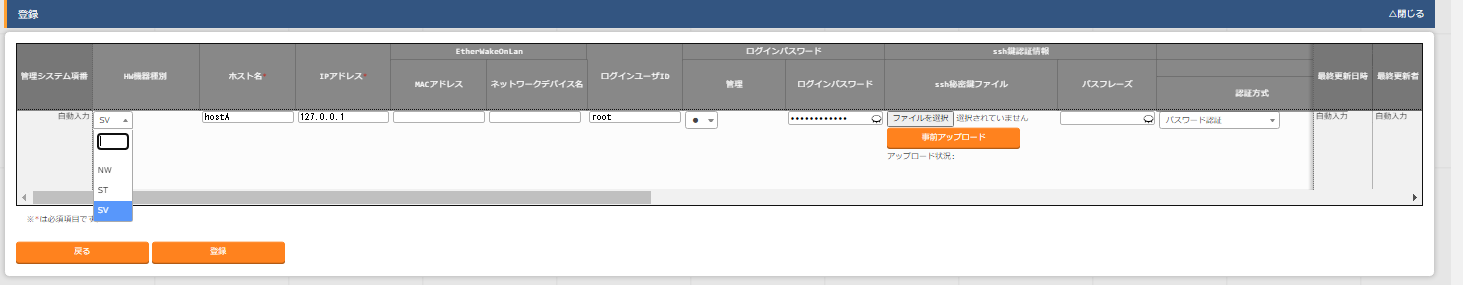 登録
△閉じる
管理システム項番
HW機器種別
ホスト名*
IPアドレス*
EtherWakeOnLan
MACアドレス
ネットワークデバイス名
ログインユーザID
ログインパスワード
管理
ログインパスワード
ssh鍵認証情報
ssh秘密鍵ファイル
パスフレーズ
認証方式
最終更新日時
最終更新者
自動入力
SV
hostA
127.0.0.1
root
●
••••••••••••
ファイルを選択 選択されていません
パスワード認証
自動入力
自動入力
事前アップロード
アップロード状況:
NW
ST
SV
※*は必須項目です
戻る
登録